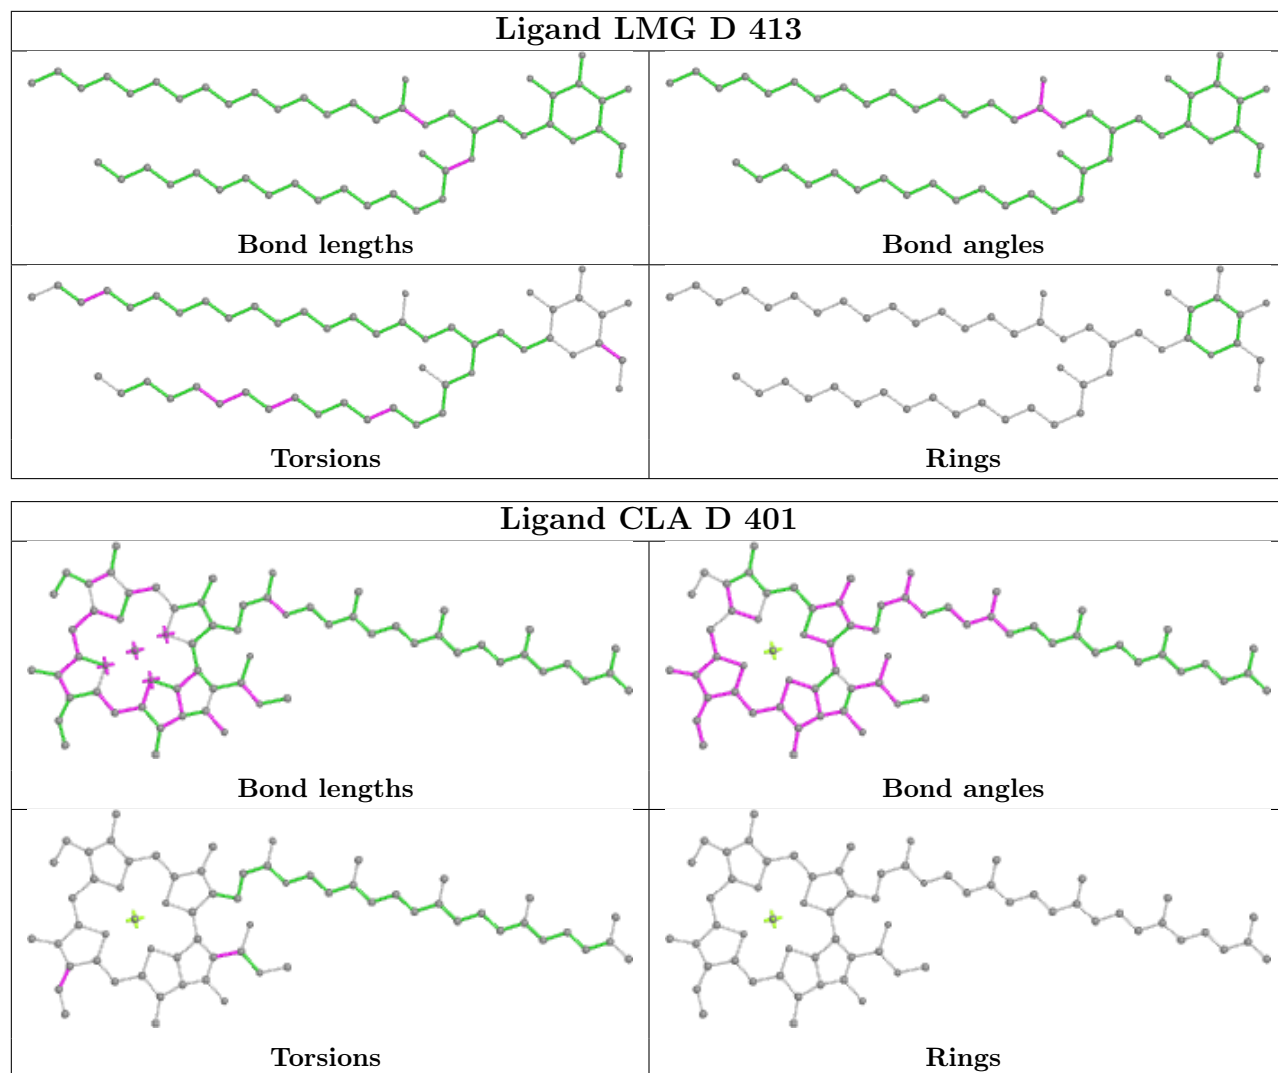 Ligand LMG D 413
Bond lengths
Bond angles
Torsions
Rings
Ligand CLA D 401
Bond lengths
Bond angles
Torsions
Rings